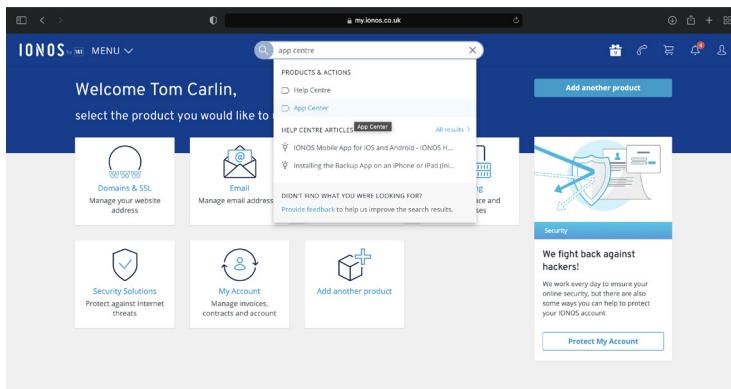 my.ionos.co.uk
IONOS by 1&1 MENU
app centre
4
Welcome Tom Carlin,
select the product you would like to
Add another product
PRODUCTS & ACTIONS
Help Centre
App Center
HELP CENTRE ARTICLES
App Center
All results
IONOS Mobile App for iOS and Android - IONOS H...
Installing the Backup App on an iPhone or iPad (Ini...
DIDN'T FIND WHAT YOU WERE LOOKING FOR?
Provide feedback to help us improve the search results.
Domains & SSL
Manage your website
address
Email
Manage email address
Security Solutions
Protect against Internet
threats
My Account
Manage invoices,
contracts and account
Add another product
Security
We fight back against
hackers!
We work every day to ensure your
online security, but there are also
some ways you can help to protect
your IONOS account
Protect My Account